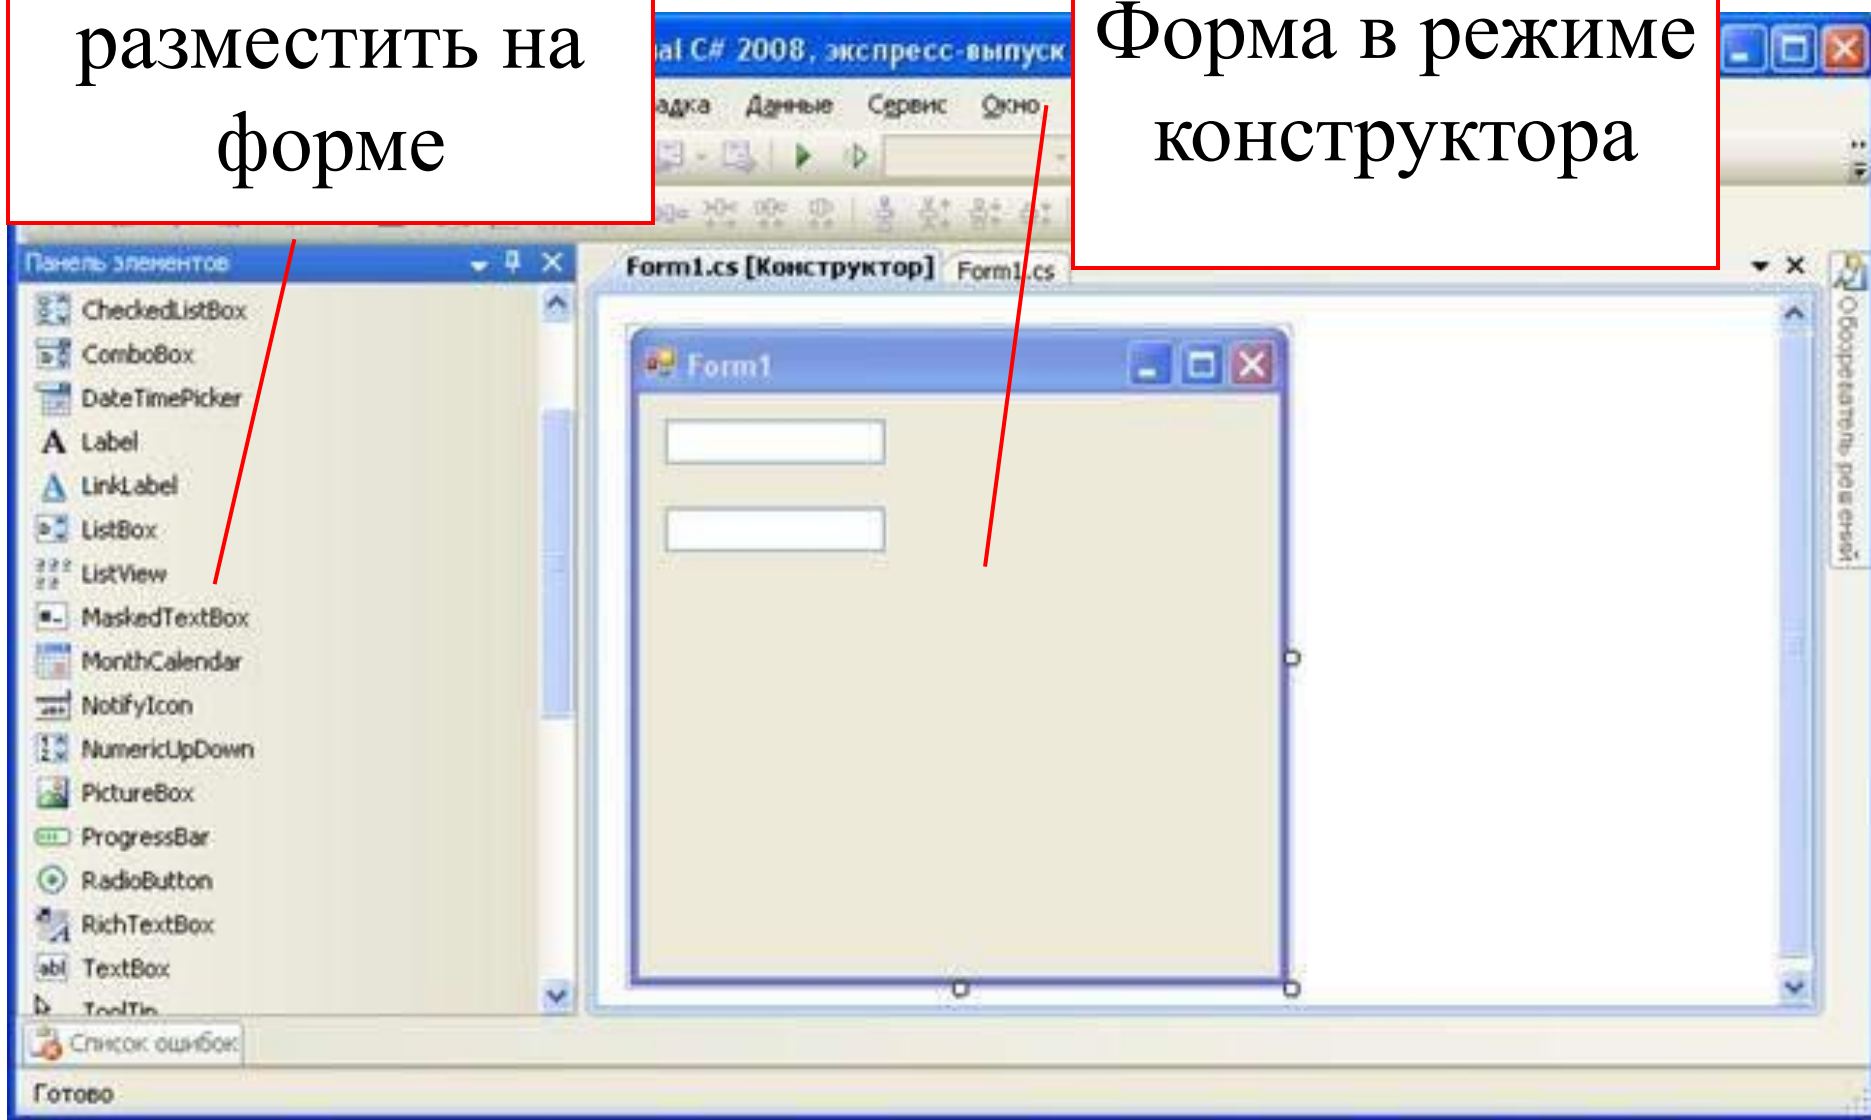 разместить на
форме
Форма в режиме
конструктора
al C# 2008, экспресс-выпуск
адка Данные Сервис Окно
Панель элементов
Form1.cs [Конструктор] Form1.cs
CheckedListBox
ComboBox
DateTimePicker
Label
LinkLabel
ListBox
ListView
MaskedTextBox
MonthCalendar
NotifyIcon
NumericUpDown
PictureBox
ProgressBar
RadioButton
RichTextBox
TextBox
ToolTip
Form1
Обозреватель решений
Список ошибок
Готово